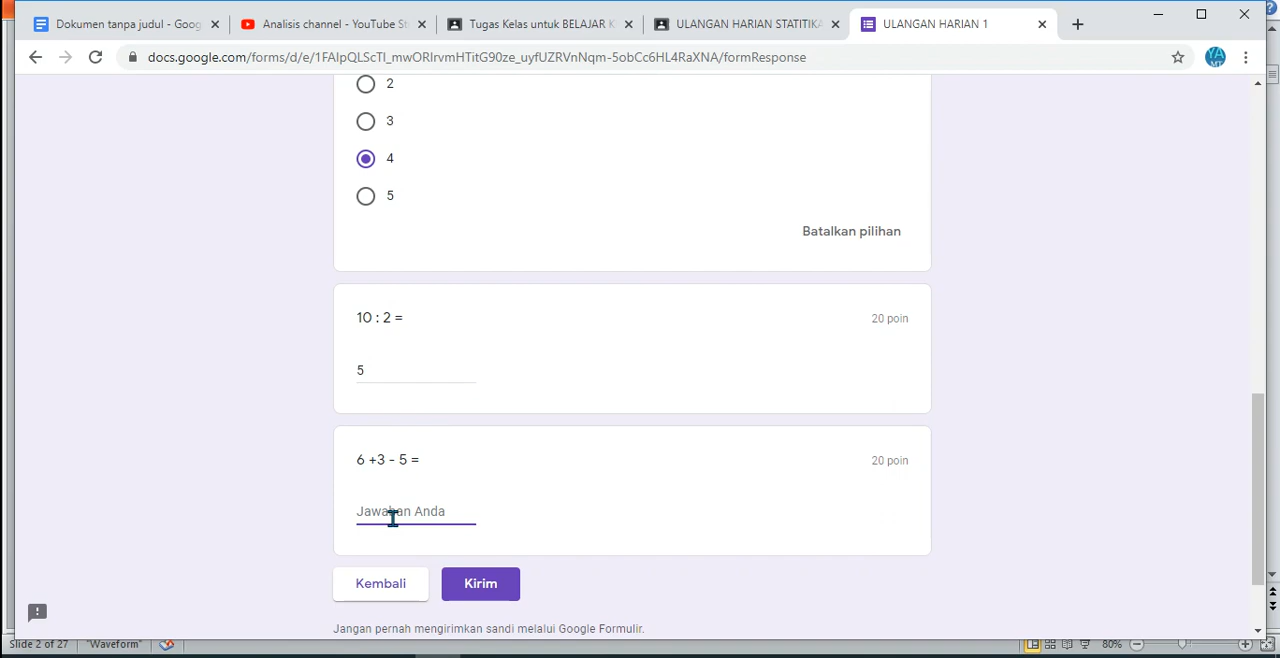 Dokumen tanpa judul - Goog
Analisis channel - YouTube St
Tugas Kelas untuk BELAJAR K
ULANGAN HARIAN STATITIKA
ULANGAN HARIAN 1
docs.google.com/forms/d/e/1FAIpQLScTl_mwORIrvmHTitG90ze_uyfUZRVnNqm-5obCc6HL4RaXNA/formResponse
2
3
4
5
Batalkan pilihan
10 : 2 =
20 poin
5
6 +3 - 5 =
20 poin
Jawaban Anda
Kembali
Kirim
Jangan pernah mengirimkan sandi melalui Google Formulir.
Slide 2 of 27
"Waveform"
80%